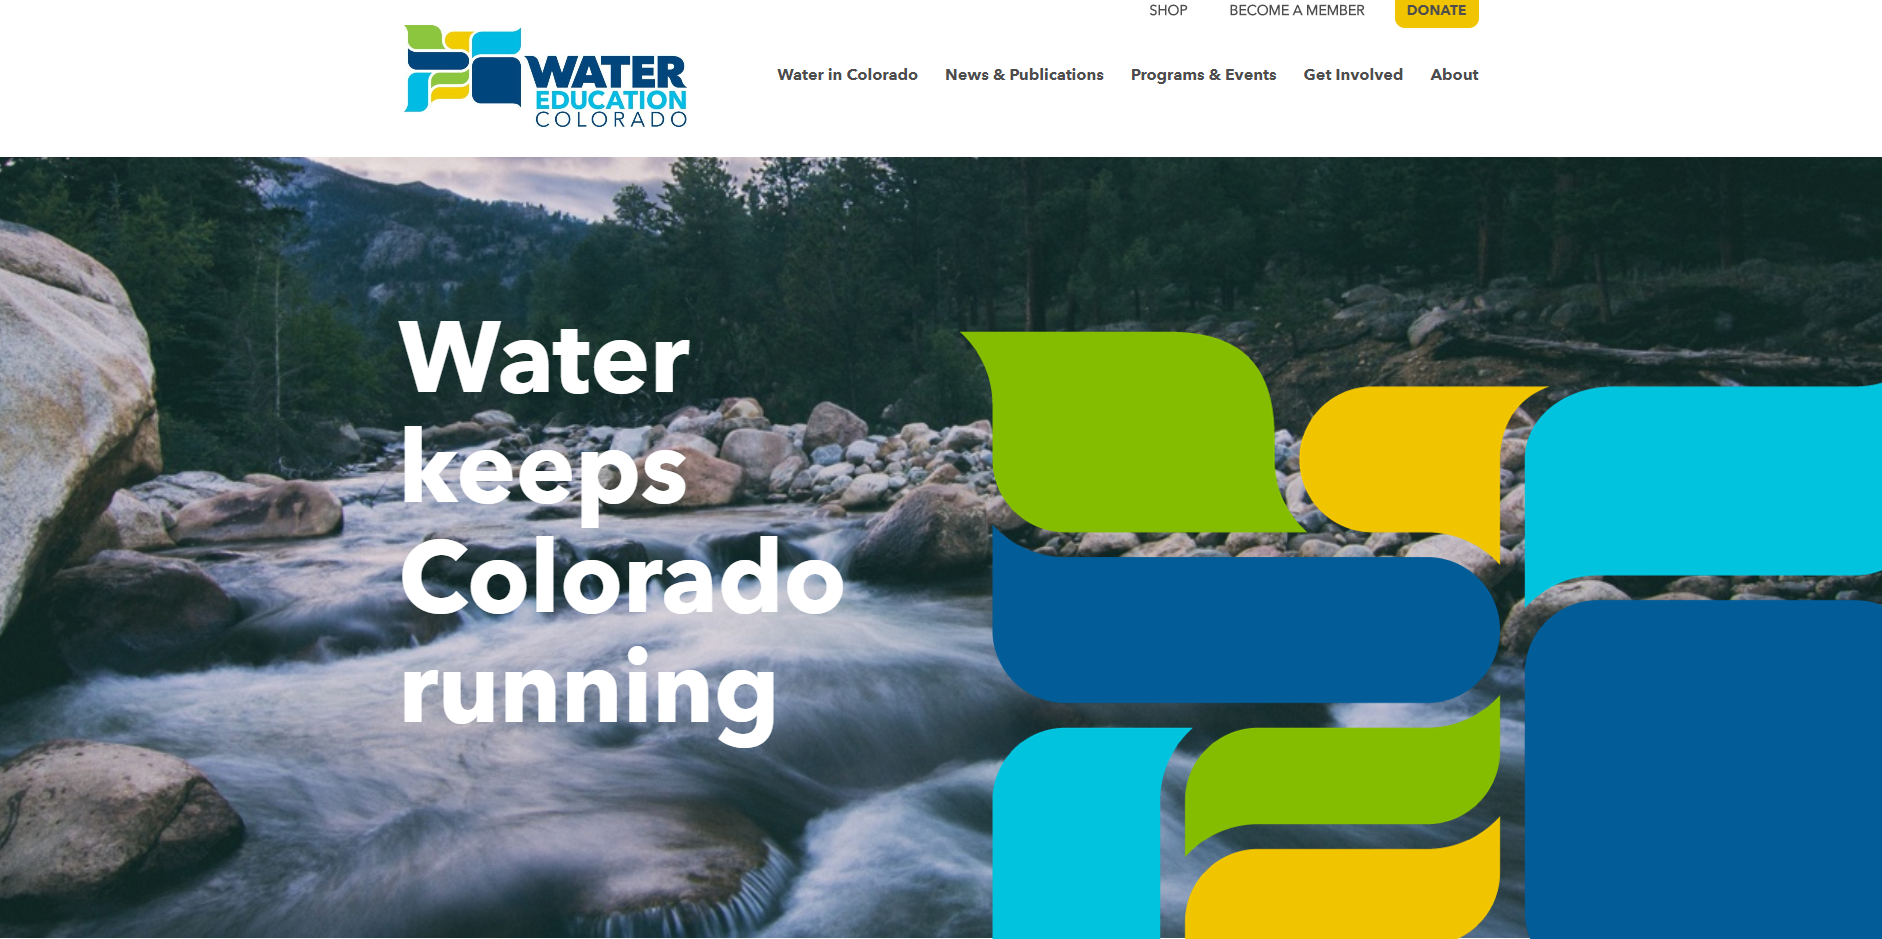 SHOP BECOME A MEMBER DONATE
WATER
EDUCATION
COLORADO
Water in Colorado News & Publications Programs & Events Get Involved About
Water
keeps
Colorado
running